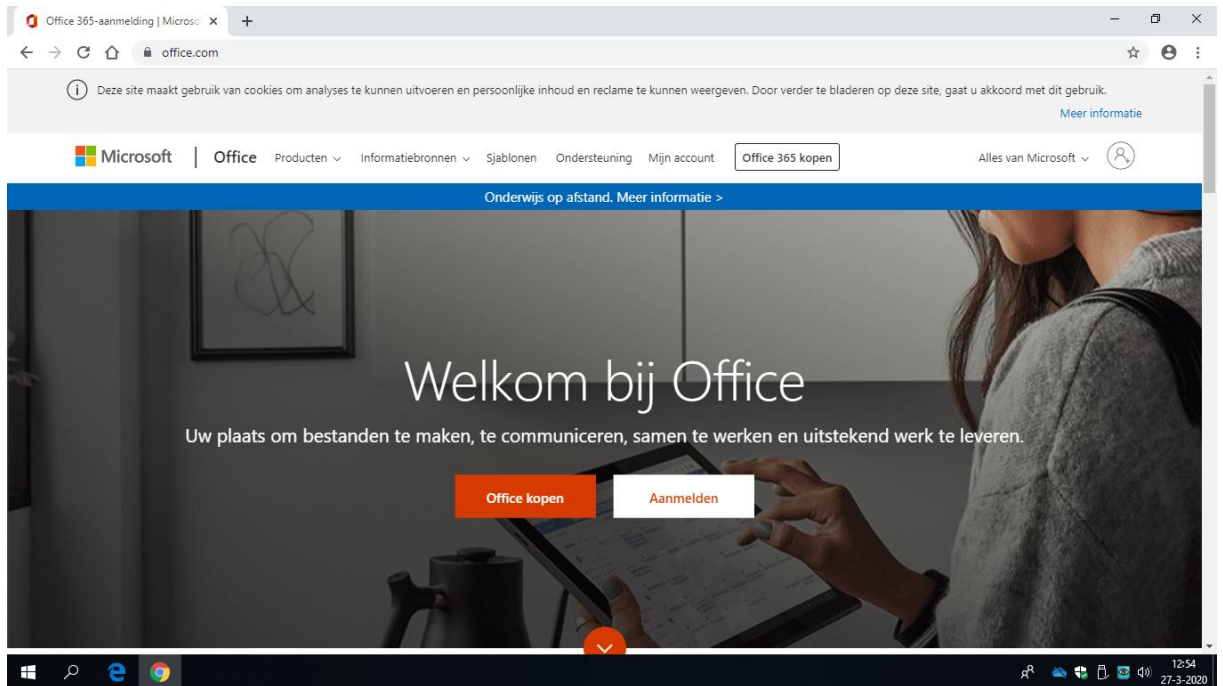 Office 365-aanmelding | Microso
office.com
Deze site maakt gebruik van cookies om analyses te kunnen uitvoeren en persoonlijke inhoud en reclame te kunnen weergeven. Door verder te bladeren op deze site, gaat u akkoord met dit gebruik.
Meer informatie
Microsoft | Office Producten Informatiebronnen Sjablonen Ondersteuning Mijn account Office 365 kopen Alles van Microsoft
Onderwijs op afstand. Meer informatie >
Welkom bij Office
Uw plaats om bestanden te maken, te communiceren, samen te werken en uitstekend werk te leveren.
Office kopen Aanmelden
12:54
27-3-2020